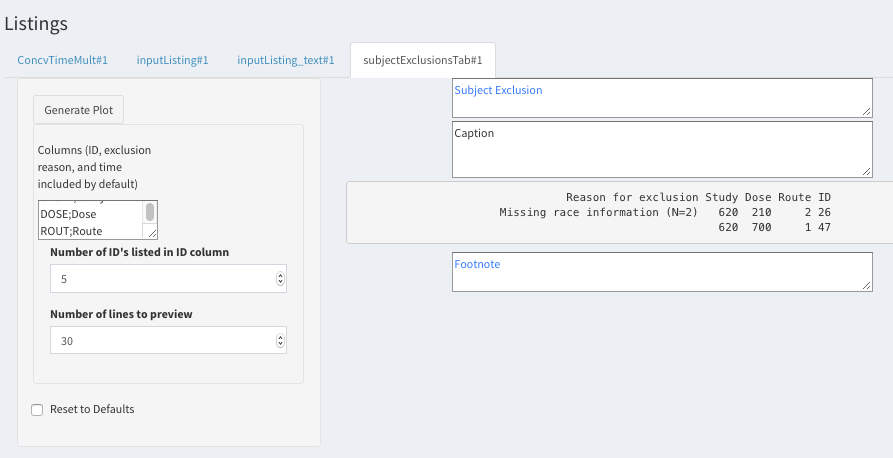 Listings
ConcvTimeMult#1 inputListing#1 inputListing_text#1 subjectExclusionsTab#1
Generate Plot
Columns (ID, exclusion
reason, and time
included by default)
DOSE;Dose
ROUT;Route
Number of ID's listed in ID column
5
Number of lines to preview
30
Reset to Defaults
Subject Exclusion
Caption
Reason for exclusion Study Dose Route ID
Missing race information (N=2) 620 210 2 26
620 700 1 47
Footnote